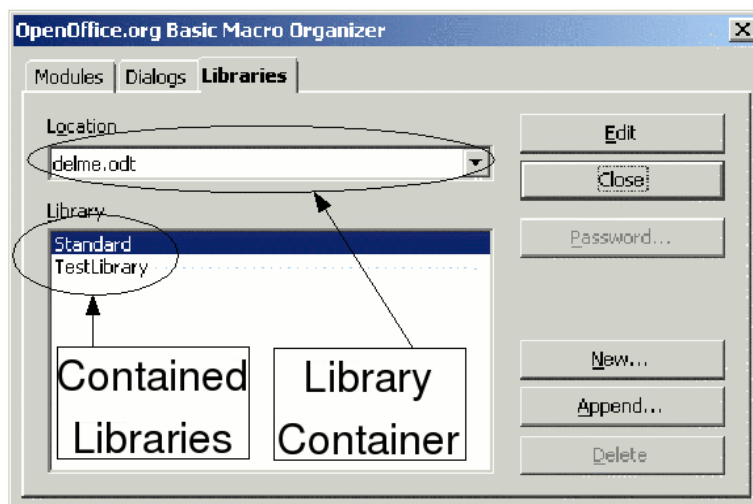 OpenOffice.org Basic Macro Organizer
Modules Dialogs Libraries
Location
delme.odt
Edit
Close
Library
Password...
Standard
TestLibrary
Contained
Libraries
Library
Container
New...
Append...
Delete